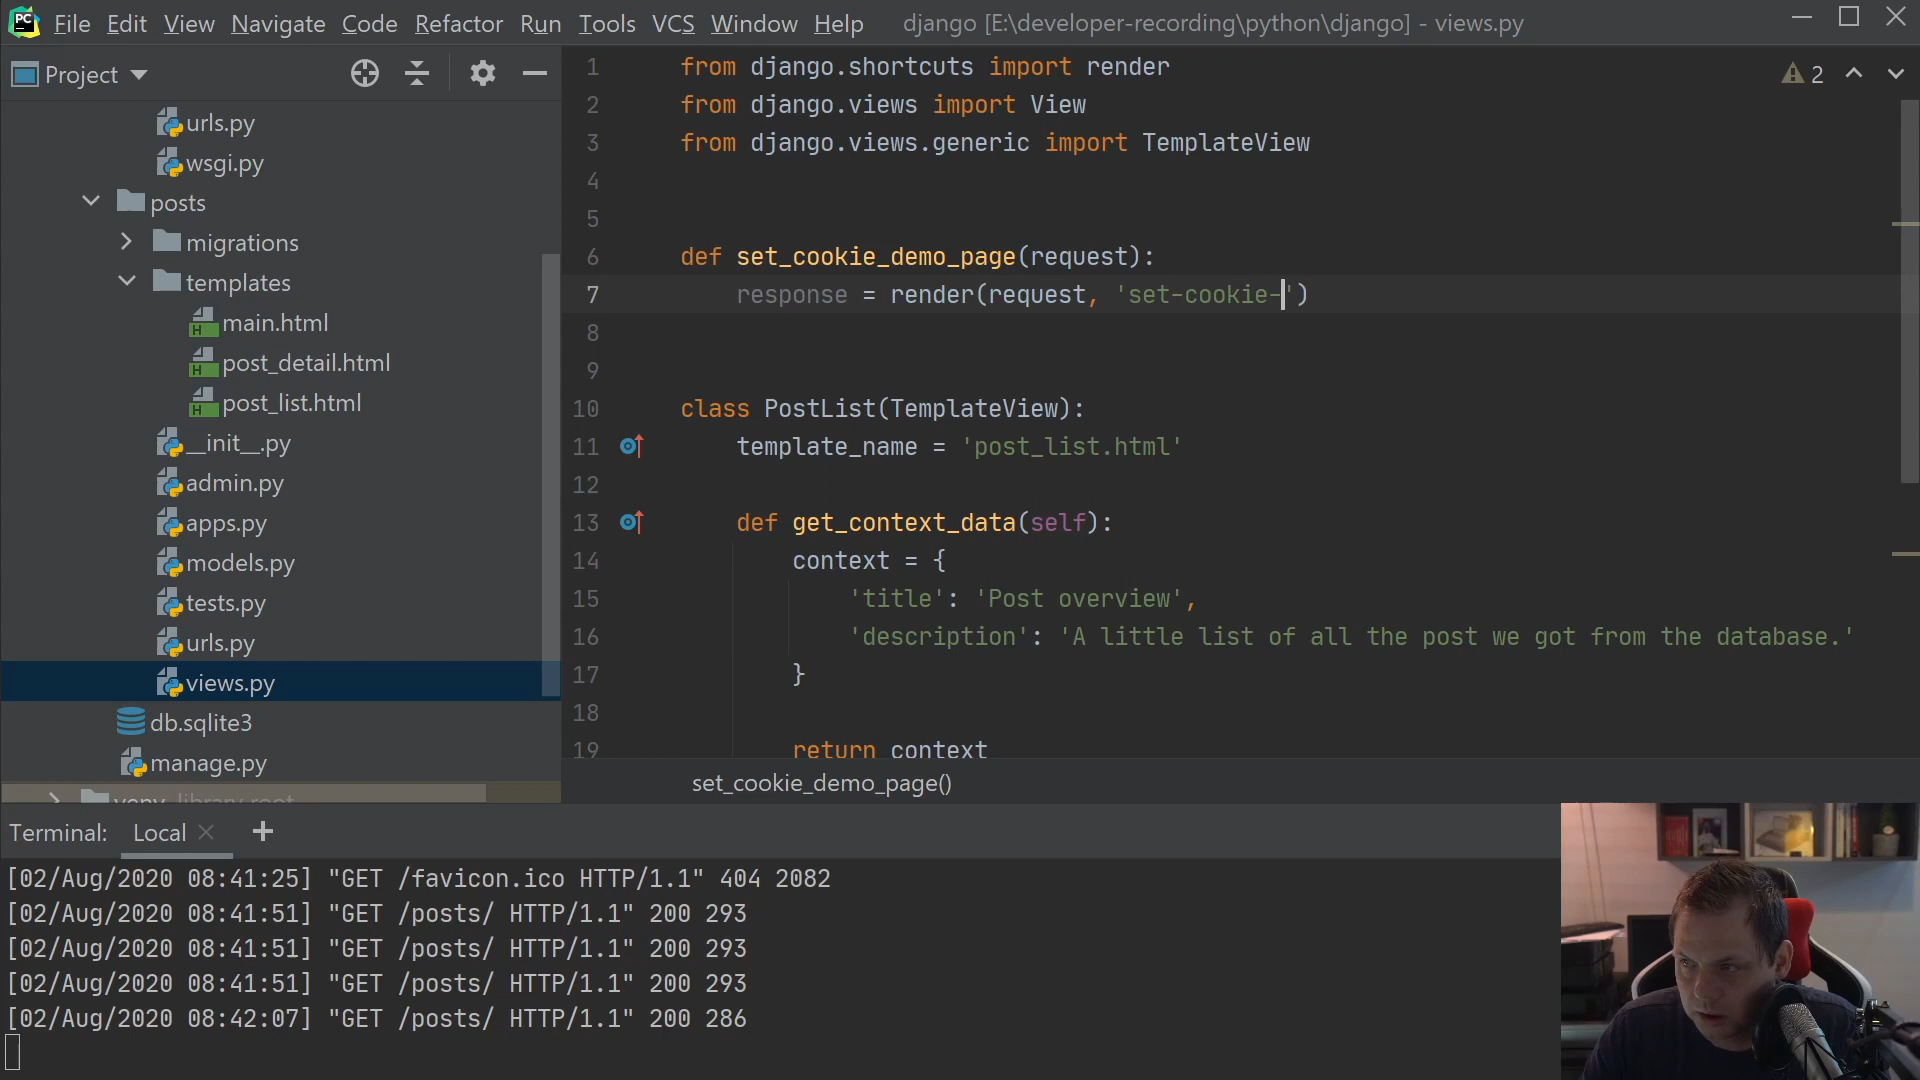 PC File Edit View Navigate Code Refactor Run Tools VCS Window Help django [E:\developer-recording\python\django] - views.py
Project
urls.py
wsgi.py
posts
migrations
templates
H main.html
H post_detail.html
H post_list.html
__init__.py
admin.py
apps.py
models.py
tests.py
urls.py
views.py
db.sqlite3
manage.py
venv library root
2
1 from django.shortcuts import render
2 from django.views import View
3 from django.views.generic import TemplateView
4
5
6 def set_cookie_demo_page(request):
7 response = render(request, 'set-cookie-')
8
9
10 class PostList(TemplateView):
11 template_name = 'post_list.html'
12
13 def get_context_data(self):
14 context = {
15 'title': 'Post overview',
16 'description': 'A little list of all the post we got from the database.'
17 }
18
19 return context
set_cookie_demo_page()
Terminal: Local
[02/Aug/2020 08:41:25] "GET /favicon.ico HTTP/1.1" 404 2082
[02/Aug/2020 08:41:51] "GET /posts/ HTTP/1.1" 200 293
[02/Aug/2020 08:41:51] "GET /posts/ HTTP/1.1" 200 293
[02/Aug/2020 08:41:51] "GET /posts/ HTTP/1.1" 200 293
[02/Aug/2020 08:42:07] "GET /posts/ HTTP/1.1" 200 286